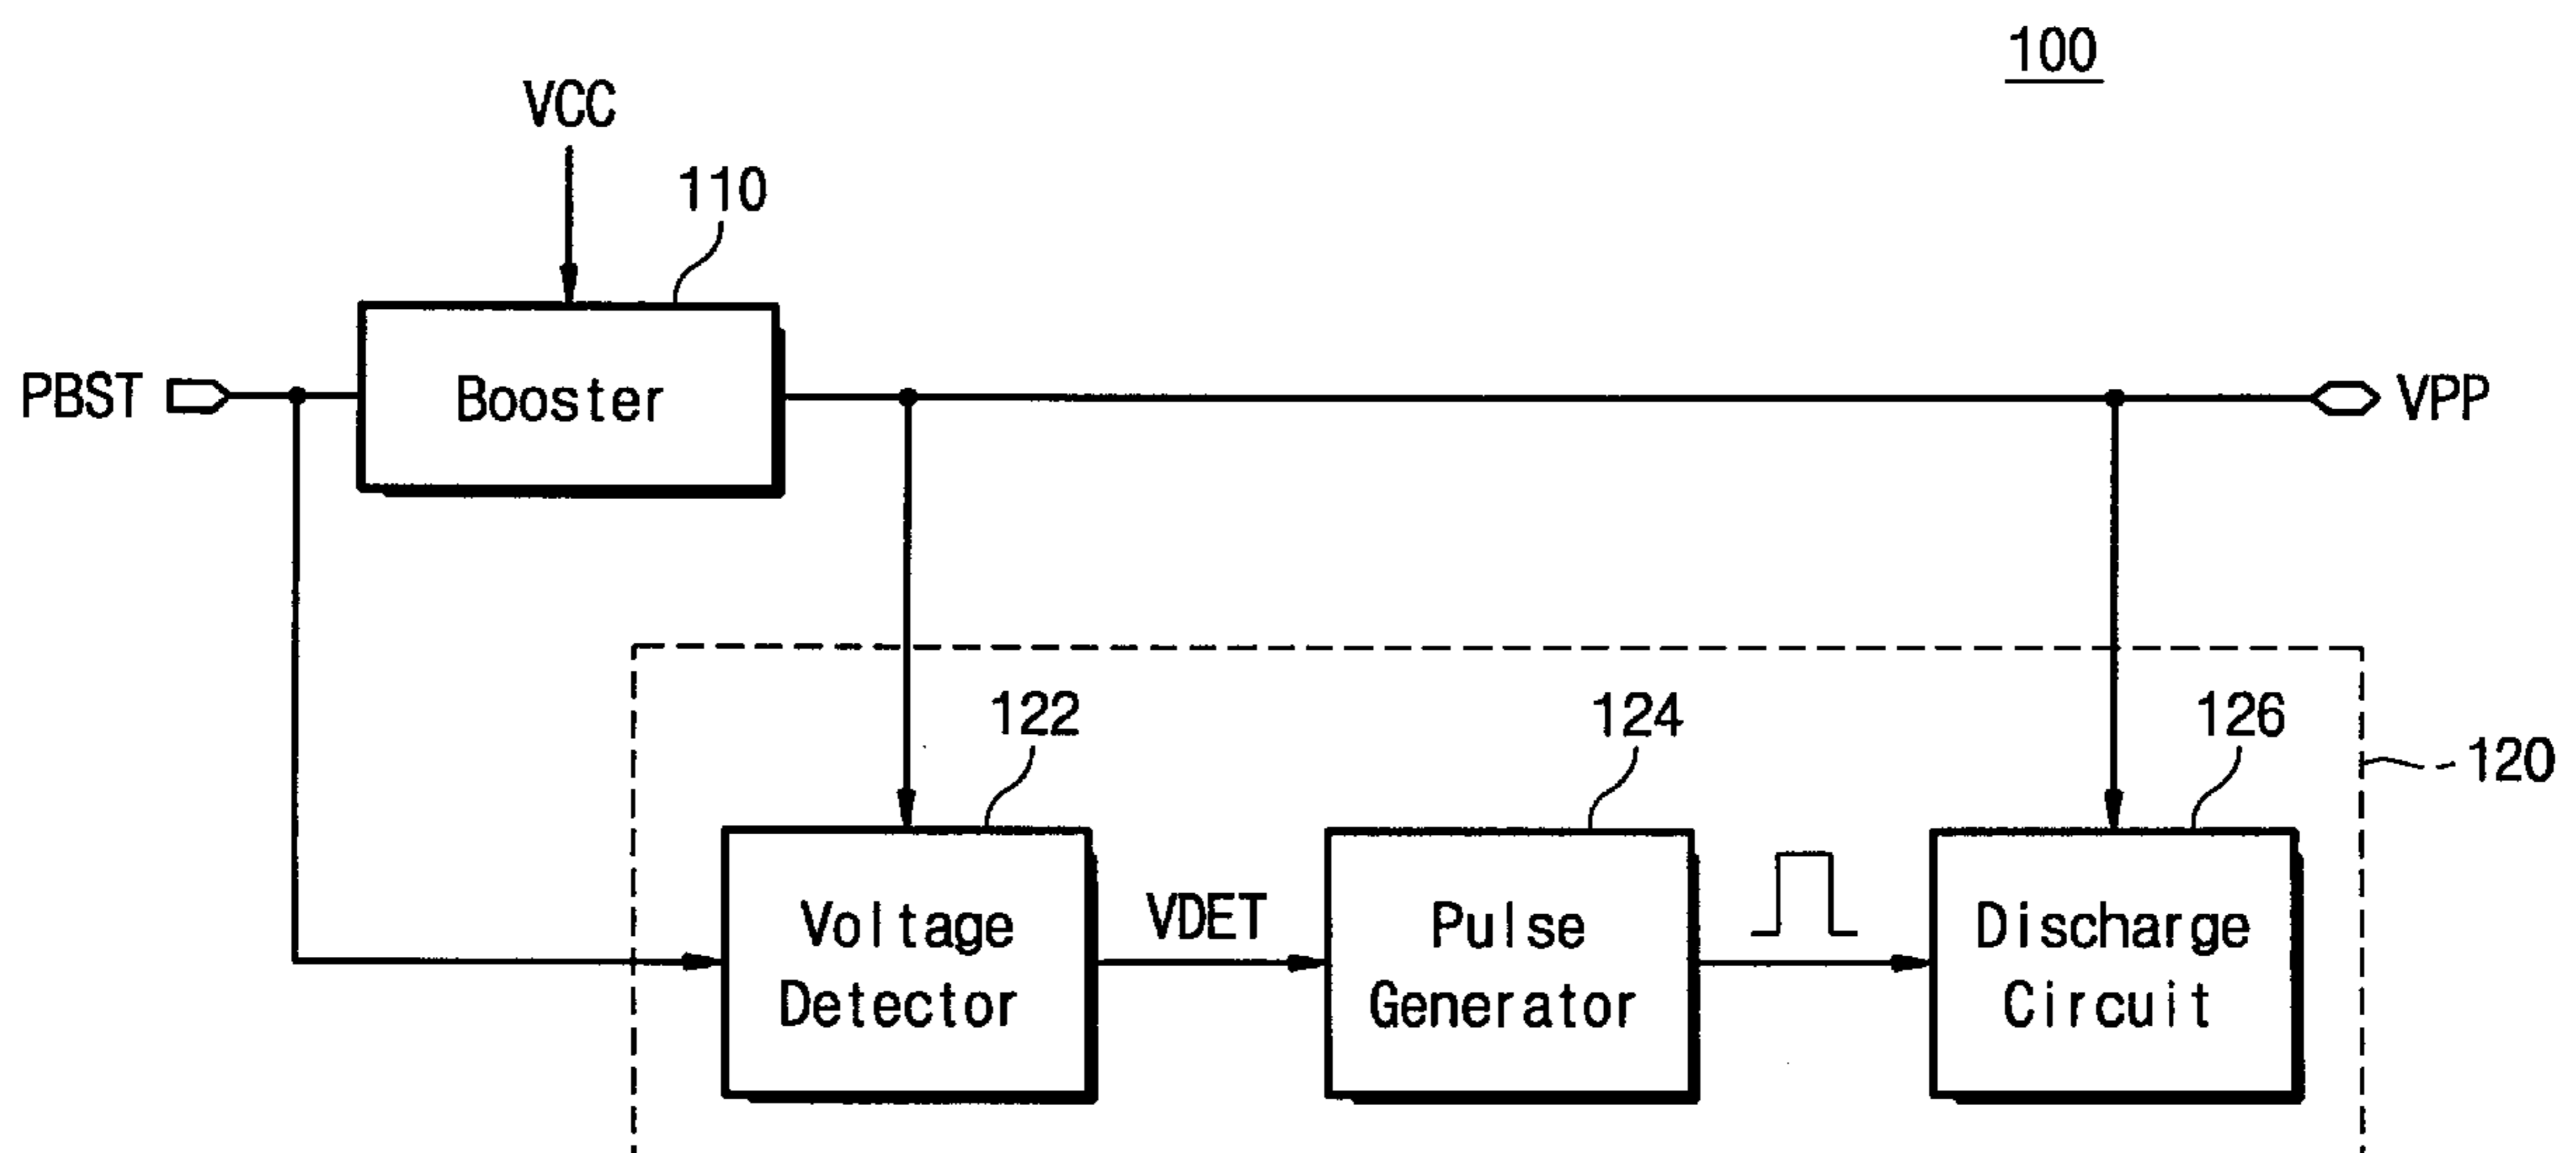 100
VCC
110
PBST
Booster
VPP
122
124
126
120
Voltage
Detector
VDET
Pulse
Generator
Discharge
Circuit